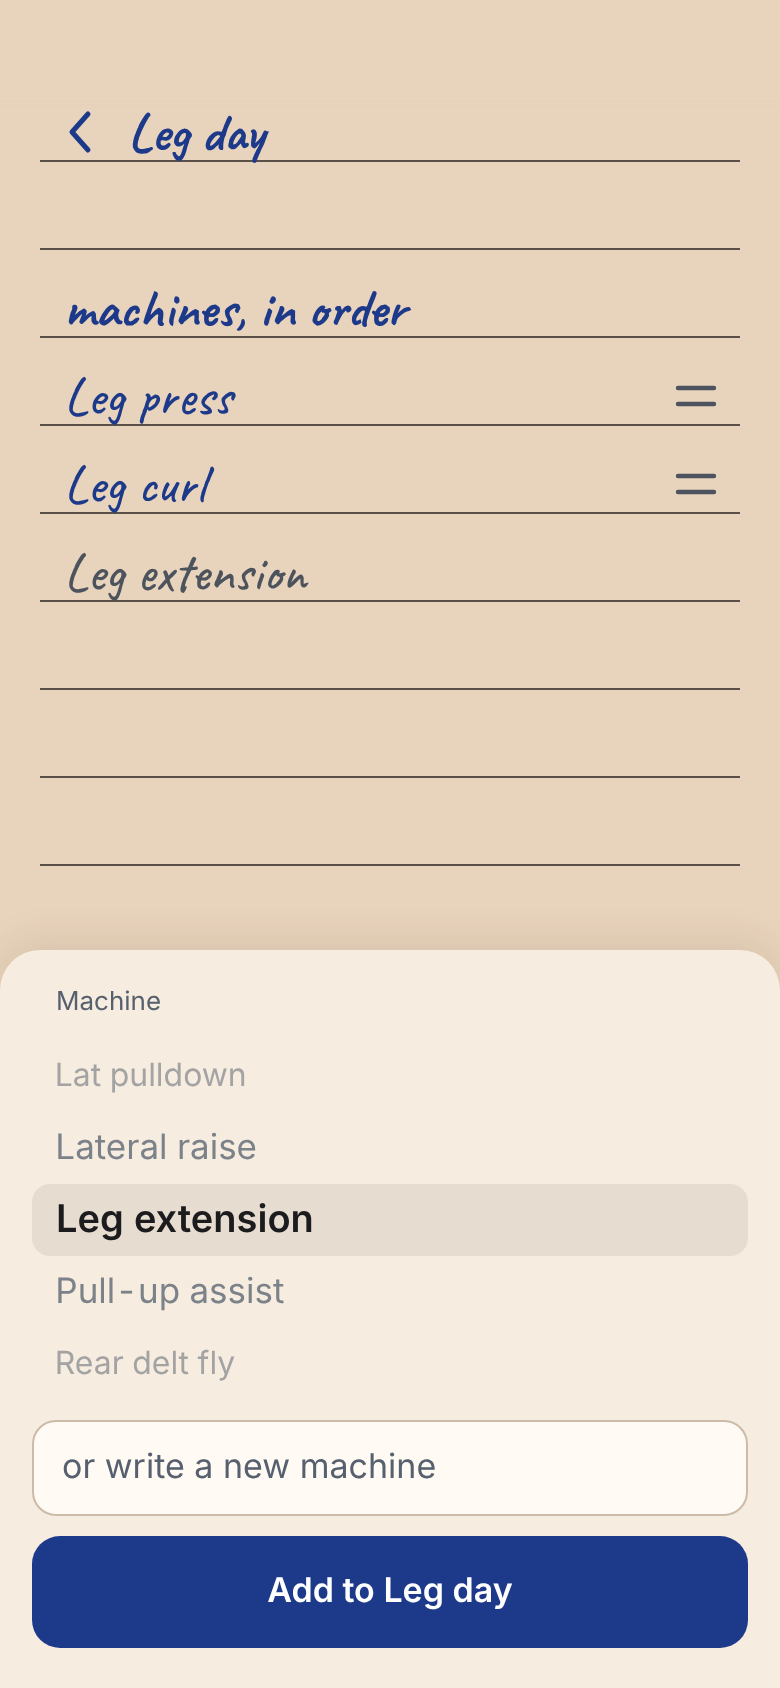 Leg day
machines, in order
Leg press
Leg curl
Leg extension
Machine
Lat pulldown
Lateral raise
Leg extension
Pull-up assist
Rear delt fly
or write a new machine
Add to Leg day